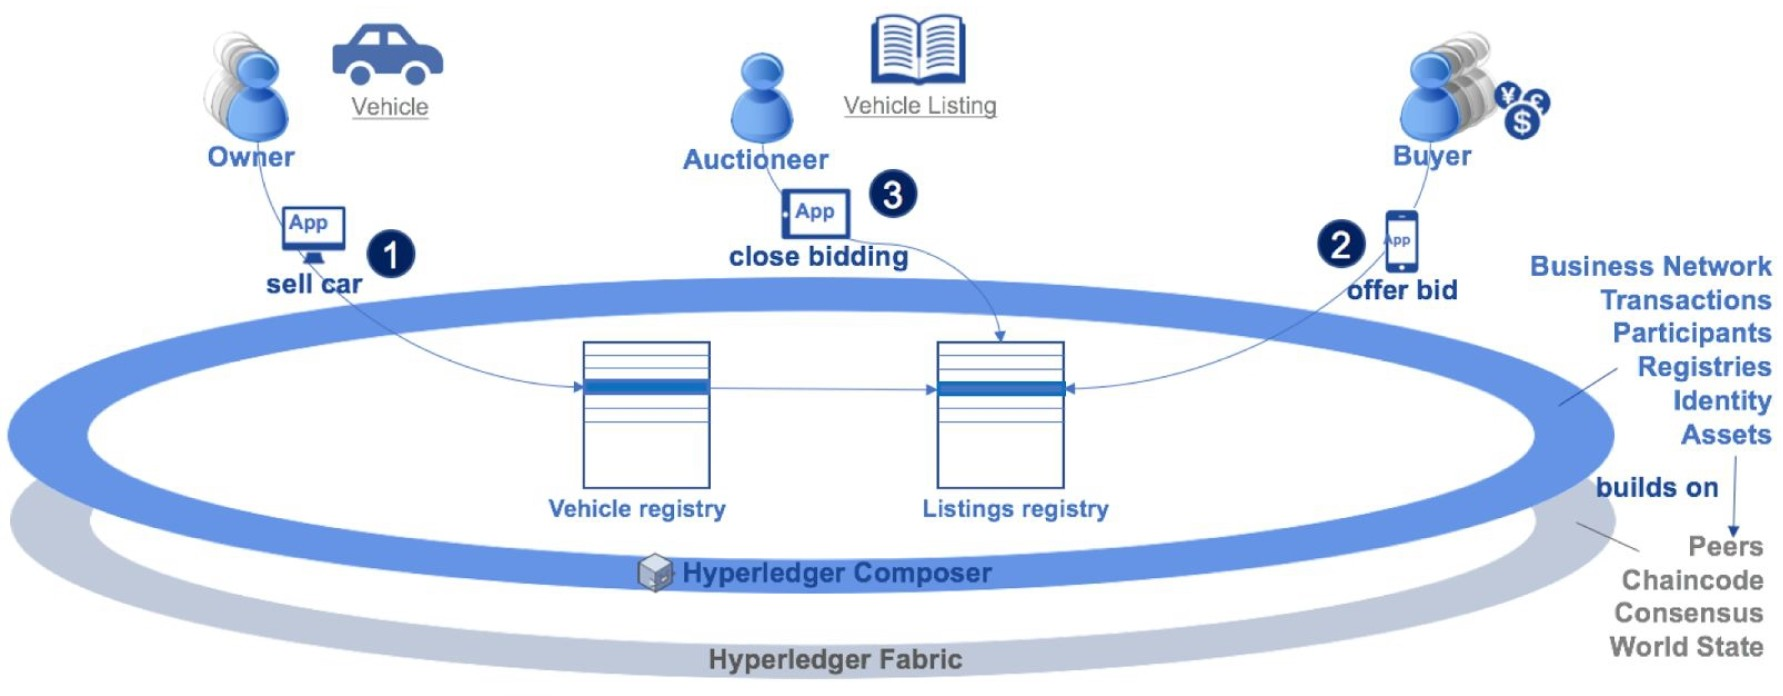 Vehicle
Vehicle Listing
¥
$
Owner
Auctioneer
Buyer
App
3
App
1
2
App
close bidding
sell car
offer bid
Business Network
Transactions
Participants
Registries
Identity
Assets
builds on
Vehicle registry
Listings registry
Peers
Chaincode
Consensus
World State
Hyperledger Composer
Hyperledger Fabric